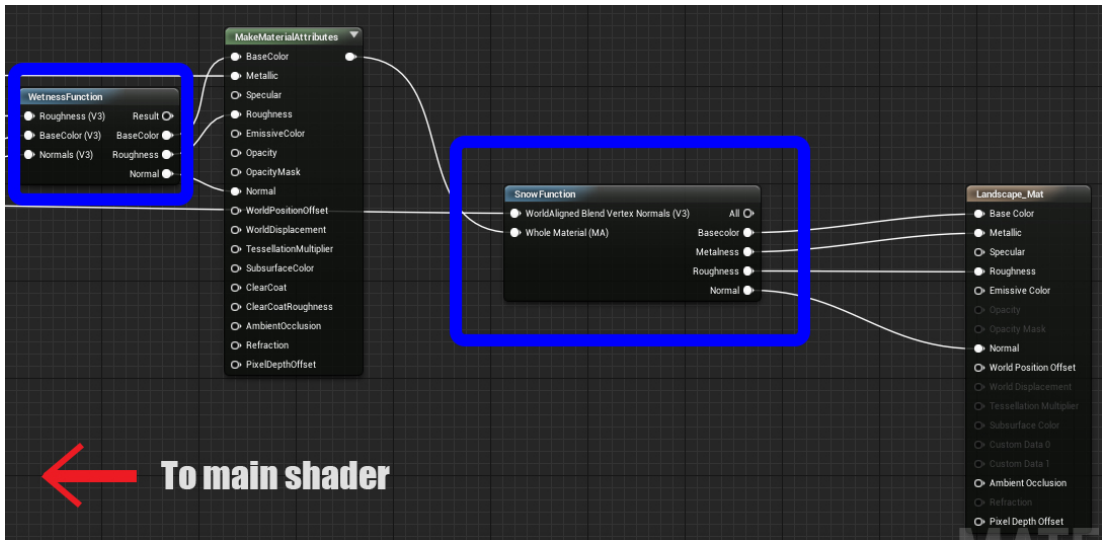 WetnessFunction
Roughness (V3) Result
BaseColor (V3) BaseColor
Normals (V3) Roughness
Normal
MakeMaterialAttributes
BaseColor
Metallic
Specular
Roughness
EmissiveColor
Opacity
OpacityMask
Normal
WorldPositionOffset
WorldDisplacement
TessellationMultiplier
SubsurfaceColor
ClearCoat
ClearCoatRoughness
AmbientOcclusion
Refraction
PixelDepthOffset
SnowFunction
WorldAligned Blend Vertex Normals (V3) All
Whole Material (MA) Basecolor
Metalness
Roughness
Normal
Landscape_Mat
Base Color
Metallic
Specular
Roughness
Emissive Color
Opacity
Opacity Mask
Normal
World Position Offset
World Displacement
Tessellation Multiplier
Subsurface Color
Custom Data 0
Custom Data 1
Ambient Occlusion
Refraction
Pixel Depth Offset
To main shader